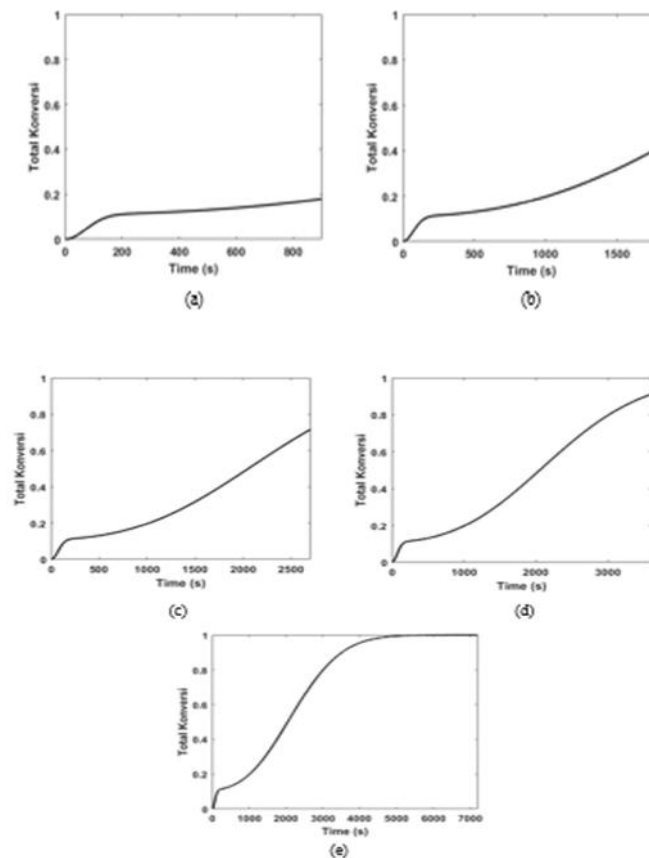 1
0.8
0.6
0.4
0.2
0
Total Konversi
0 200 400 600 800
Time (s)
(a)
1
0.8
0.6
0.4
0.2
0
Total Konversi
0 500 1000 1500
Time (s)
(b)
1
0.8
0.6
0.4
0.2
0
Total Konversi
0 500 1000 1500 2000 2500
Time (s)
(c)
1
0.8
0.6
0.4
0.2
0
Total Konversi
0 1000 2000 3000
Time (s)
(d)
1
0.8
0.6
0.4
0.2
0
Total Konversi
0 1000 2000 3000 4000 5000 6000 7000
Time (s)
(e)